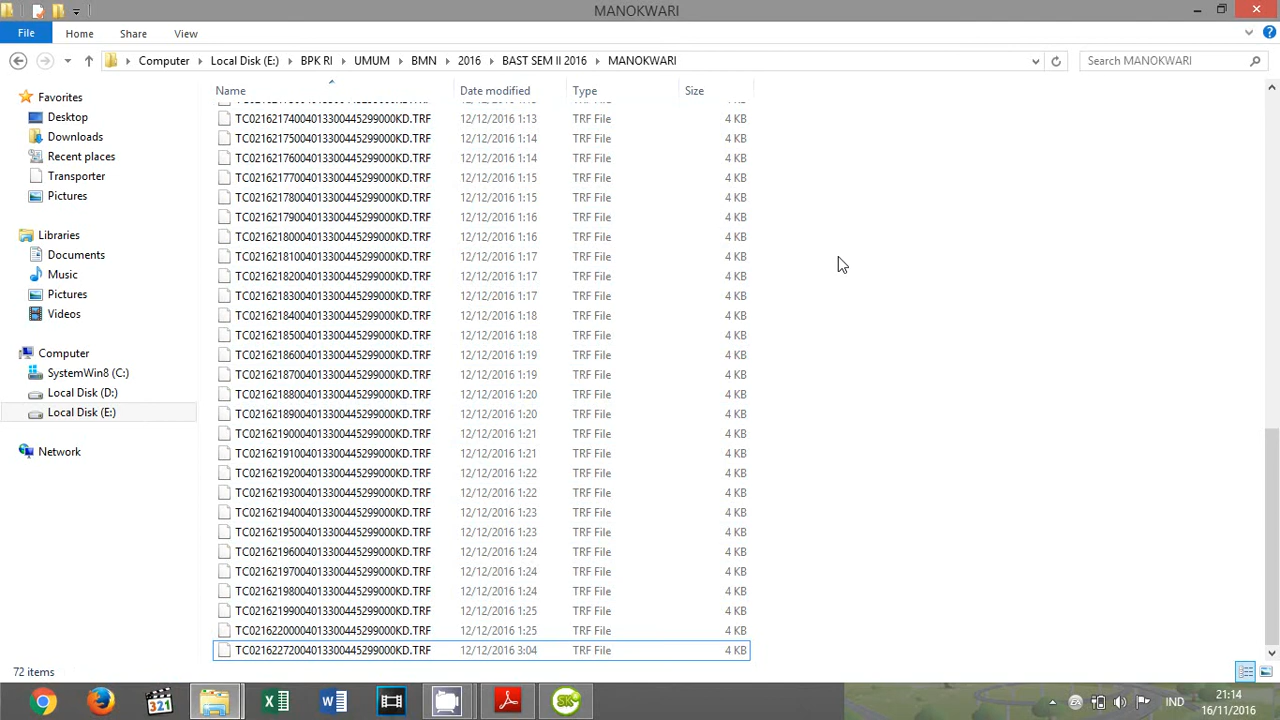 MANOKWARI
File Home Share View
Computer Local Disk (E:) BPK RI UMUM BMN 2016 BAST SEM II 2016 MANOKWARI Search MANOKWARI
Name Date modified Type Size
Favorites
Desktop
Downloads
Recent places
Transporter
Pictures
Libraries
Documents
Music
Pictures
Videos
Computer
SystemWin8 (C:)
Local Disk (D:)
Local Disk (E:)
Network
TC0216217400401330044529900​0KD.TRF 12/12/2016 1:13 TRF File 4 KB
TC02162175004013300445299000KD.TRF 12/12/2016 1:14 TRF File 4 KB
TC02162176004013300445299000KD.TRF 12/12/2016 1:14 TRF File 4 KB
TC02162177004013300445299000KD.TRF 12/12/2016 1:15 TRF File 4 KB
TC02162178004013300445299000KD.TRF 12/12/2016 1:15 TRF File 4 KB
TC02162179004013300445299000KD.TRF 12/12/2016 1:16 TRF File 4 KB
TC02162180004013300445299000KD.TRF 12/12/2016 1:16 TRF File 4 KB
TC02162181004013300445299000KD.TRF 12/12/2016 1:17 TRF File 4 KB
TC02162182004013300445299000KD.TRF 12/12/2016 1:17 TRF File 4 KB
TC02162183004013300445299000KD.TRF 12/12/2016 1:17 TRF File 4 KB
TC02162184004013300445299000KD.TRF 12/12/2016 1:18 TRF File 4 KB
TC02162185004013300445299000KD.TRF 12/12/2016 1:18 TRF File 4 KB
TC02162186004013300445299000KD.TRF 12/12/2016 1:19 TRF File 4 KB
TC02162187004013300445299000KD.TRF 12/12/2016 1:19 TRF File 4 KB
TC02162188004013300445299000KD.TRF 12/12/2016 1:20 TRF File 4 KB
TC02162189004013300445299000KD.TRF 12/12/2016 1:20 TRF File 4 KB
TC02162190004013300445299000KD.TRF 12/12/2016 1:21 TRF File 4 KB
TC02162191004013300445299000KD.TRF 12/12/2016 1:21 TRF File 4 KB
TC02162192004013300445299000KD.TRF 12/12/2016 1:22 TRF File 4 KB
TC02162193004013300445299000KD.TRF 12/12/2016 1:22 TRF File 4 KB
TC02162194004013300445299000KD.TRF 12/12/2016 1:23 TRF File 4 KB
TC02162195004013300445299000KD.TRF 12/12/2016 1:23 TRF File 4 KB
TC02162196004013300445299000KD.TRF 12/12/2016 1:24 TRF File 4 KB
TC02162197004013300445299000KD.TRF 12/12/2016 1:24 TRF File 4 KB
TC02162198004013300445299000KD.TRF 12/12/2016 1:24 TRF File 4 KB
TC02162199004013300445299000KD.TRF 12/12/2016 1:25 TRF File 4 KB
TC02162200004013300445299000KD.TRF 12/12/2016 1:25 TRF File 4 KB
TC02162272004013300445299000KD.TRF 12/12/2016 3:04 TRF File 4 KB
72 items
321
SK
IND
21:14
16/11/2016